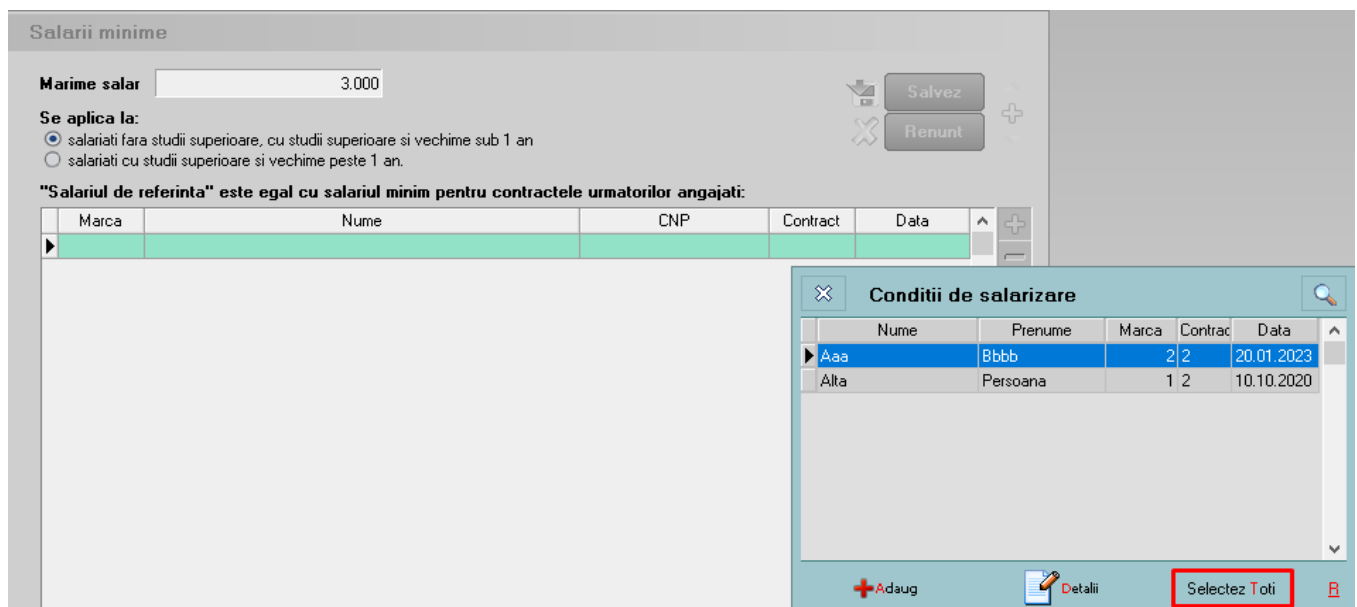 Salarii minime
Marime salar 3.000
Salvez
Se aplica la:
Renunt
salariati fara studii superioare, cu studii superioare si vechime sub 1 an
salariati cu studii superioare si vechime peste 1 an.
"Salariul de referinta" este egal cu salariul minim pentru contractele urmatorilor angajati:
Marca Nume CNP Contract Data
Conditii de salarizare
Nume Prenume Marca Contrac Data
Aaa Bbbb 2 2 20.01.2023
Alta Persoana 1 2 10.10.2020
Adaug Detalii Selectez Toti R